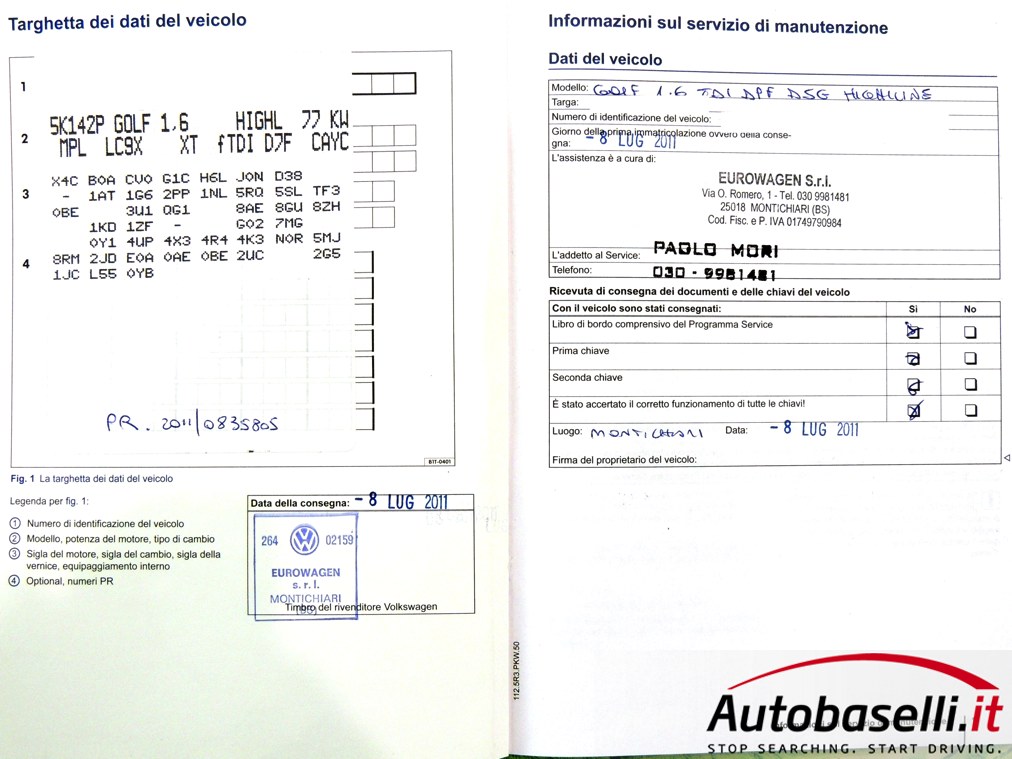 Targhetta dei dati del veicolo
1
2
5K142P GOLF 1,6 HIGHL 77 KW
MPL LC9X XT fTDI D7F CAYC
X4C B0A CV0 G1C H6L J0N D38
3
- 1AT 1G6 2PP 1NL 5RQ 5SL TF3
0BE 3U1 QG1 8AE 8GU 8ZH
1KD 1ZF - G02 7MG
0Y1 4UP 4X3 4R4 4K3 N0R 5MJ
4
8RM 2JD E0A 0AE 0BE 2UC 2G5
1JC L55 0YB
PR. 2011/0835805
B1T-0401
Fig. 1 La targhetta dei dati del veicolo
Legenda per fig. 1:
① Numero di identificazione del veicolo
② Modello, potenza del motore, tipo di cambio
③ Sigla del motore, sigla del cambio, sigla della
vernice, equipaggiamento interno
④ Optional, numeri PR
Data della consegna: - 8 LUG 2011
264 02159
EUROWAGEN
s.r.l.
MONTICHIARI
(BS)
Timbro del rivenditore Volkswagen
Informazioni sul servizio di manutenzione
Dati del veicolo
Modello: GOLF 1.6 TDI DPF DSG HIGHLINE
Targa:
Numero di identificazione del veicolo:
Giorno della prima immatricolazione ovvero della conse-
gna: - 8 LUG 2011
L'assistenza è a cura di:
EUROWAGEN S.r.l.
Via O. Romero, 1 - Tel. 030 9981481
25018 MONTICHIARI (BS)
Cod. Fisc. e P. IVA 01749790984
L'addetto al Service: PAOLO MORI
Telefono: 030 - 9981481
Ricevuta di consegna dei documenti e delle chiavi del veicolo
Con il veicolo sono stati consegnati: Sì No
Libro di bordo comprensivo del Programma Service
Prima chiave
Seconda chiave
È stato accertato il corretto funzionamento di tutte le chiavi!
Luogo: MONTICHIARI Data: - 8 LUG 2011
Firma del proprietario del veicolo:
112.5R3.PKW.50
Autobaselli.it
STOP SEARCHING. START DRIVING.